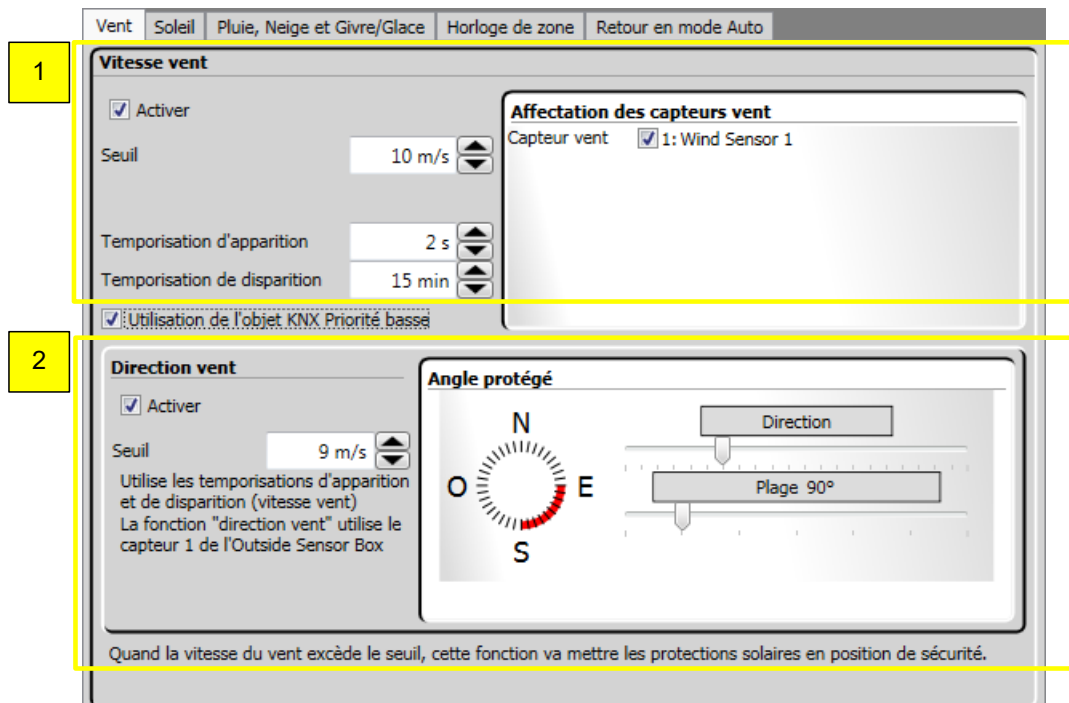 Vent Soleil Pluie, Neige et Givre/Glace Horloge de zone Retour en mode Auto
1
Vitesse vent
Activer
Seuil 10 m/s
Temporisation d'apparition 2 s
Temporisation de disparition 15 min
Utilisation de l'objet KNX Priorité basse
Affectation des capteurs vent
Capteur vent 1: Wind Sensor 1
2
Direction vent
Activer
Seuil 9 m/s
Utilise les temporisations d'apparition
et de disparition (vitesse vent)
La fonction "direction vent" utilise le
capteur 1 de l'Outside Sensor Box
Angle protégé
N
O E
S
Direction
Plage 90°
Quand la vitesse du vent excède le seuil, cette fonction va mettre les protections solaires en position de sécurité.